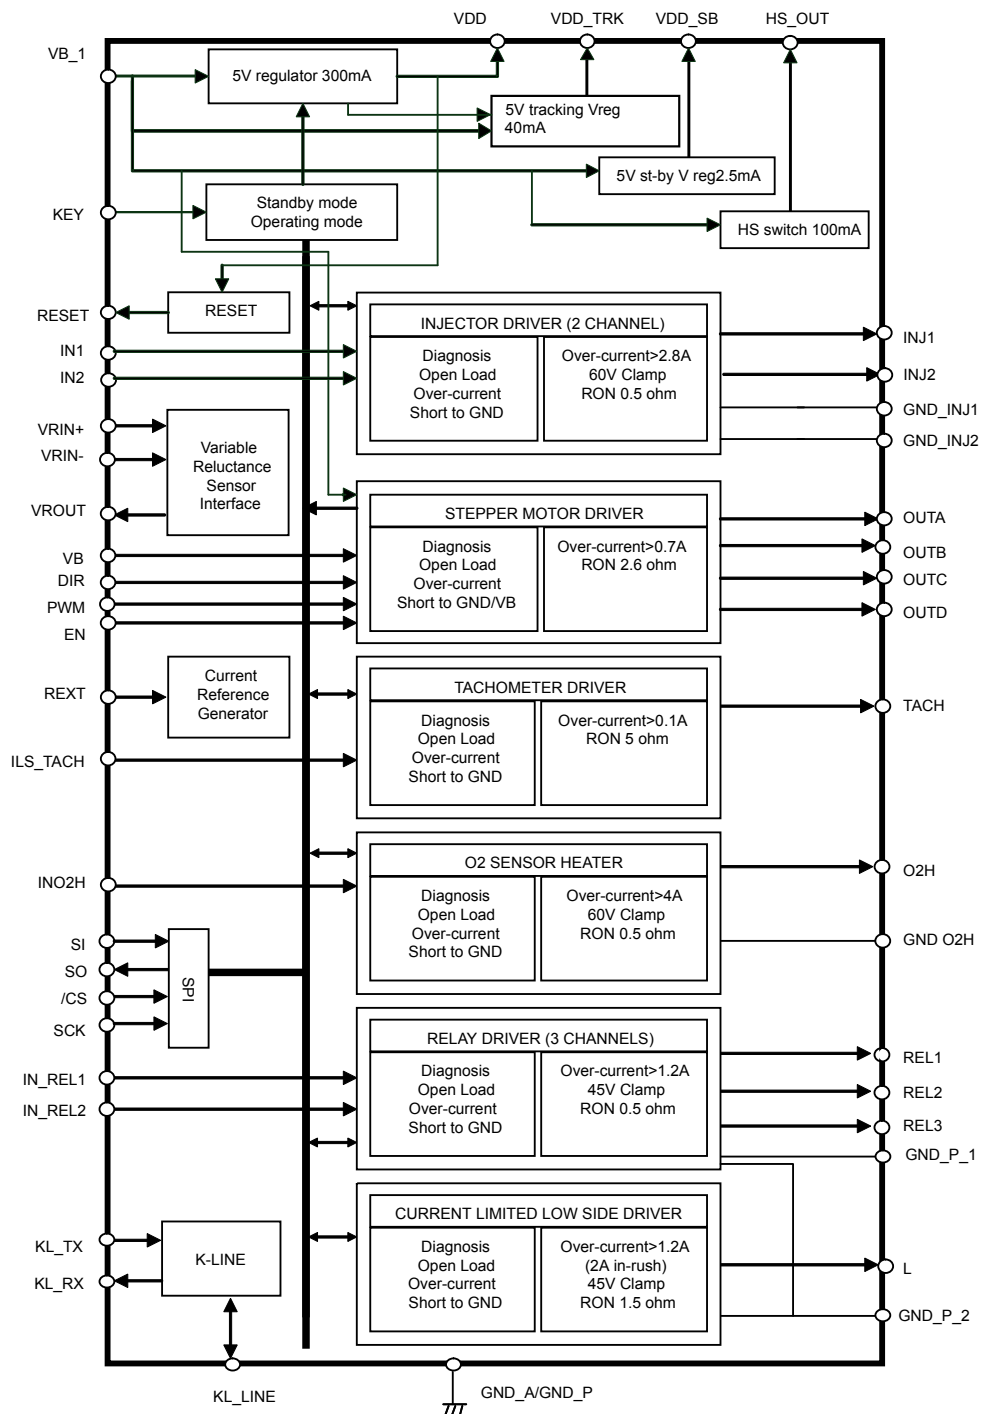 VDD
VDD_TRK
VDD_SB
HS_OUT
VB_1
5V regulator 300mA
5V tracking Vreg
40mA
5V st-by V reg2.5mA
KEY
Standby mode
Operating mode
HS switch 100mA
RESET
RESET
IN1
IN2
INJECTOR DRIVER (2 CHANNEL)
Diagnosis
Open Load
Over-current
Short to GND
Over-current>2.8A
60V Clamp
RON 0.5 ohm
INJ1
INJ2
GND_INJ1
GND_INJ2
VRIN+
VRIN-
VROUT
Variable
Reluctance
Sensor
Interface
VB
DIR
PWM
EN
STEPPER MOTOR DRIVER
Diagnosis
Open Load
Over-current
Short to GND/VB
Over-current>0.7A
RON 2.6 ohm
OUTA
OUTB
OUTC
OUTD
REXT
Current
Reference
Generator
ILS_TACH
TACHOMETER DRIVER
Diagnosis
Open Load
Over-current
Short to GND
Over-current>0.1A
RON 5 ohm
TACH
INO2H
O2 SENSOR HEATER
Diagnosis
Open Load
Over-current
Short to GND
Over-current>4A
60V Clamp
RON 0.5 ohm
O2H
GND O2H
SI
SO
/CS
SCK
SPI
IN_REL1
IN_REL2
RELAY DRIVER (3 CHANNELS)
Diagnosis
Open Load
Over-current
Short to GND
Over-current>1.2A
45V Clamp
RON 0.5 ohm
REL1
REL2
REL3
GND_P_1
KL_TX
KL_RX
K-LINE
CURRENT LIMITED LOW SIDE DRIVER
Diagnosis
Open Load
Over-current
Short to GND
Over-current>1.2A
(2A in-rush)
45V Clamp
RON 1.5 ohm
L
GND_P_2
KL_LINE
GND_A/GND_P